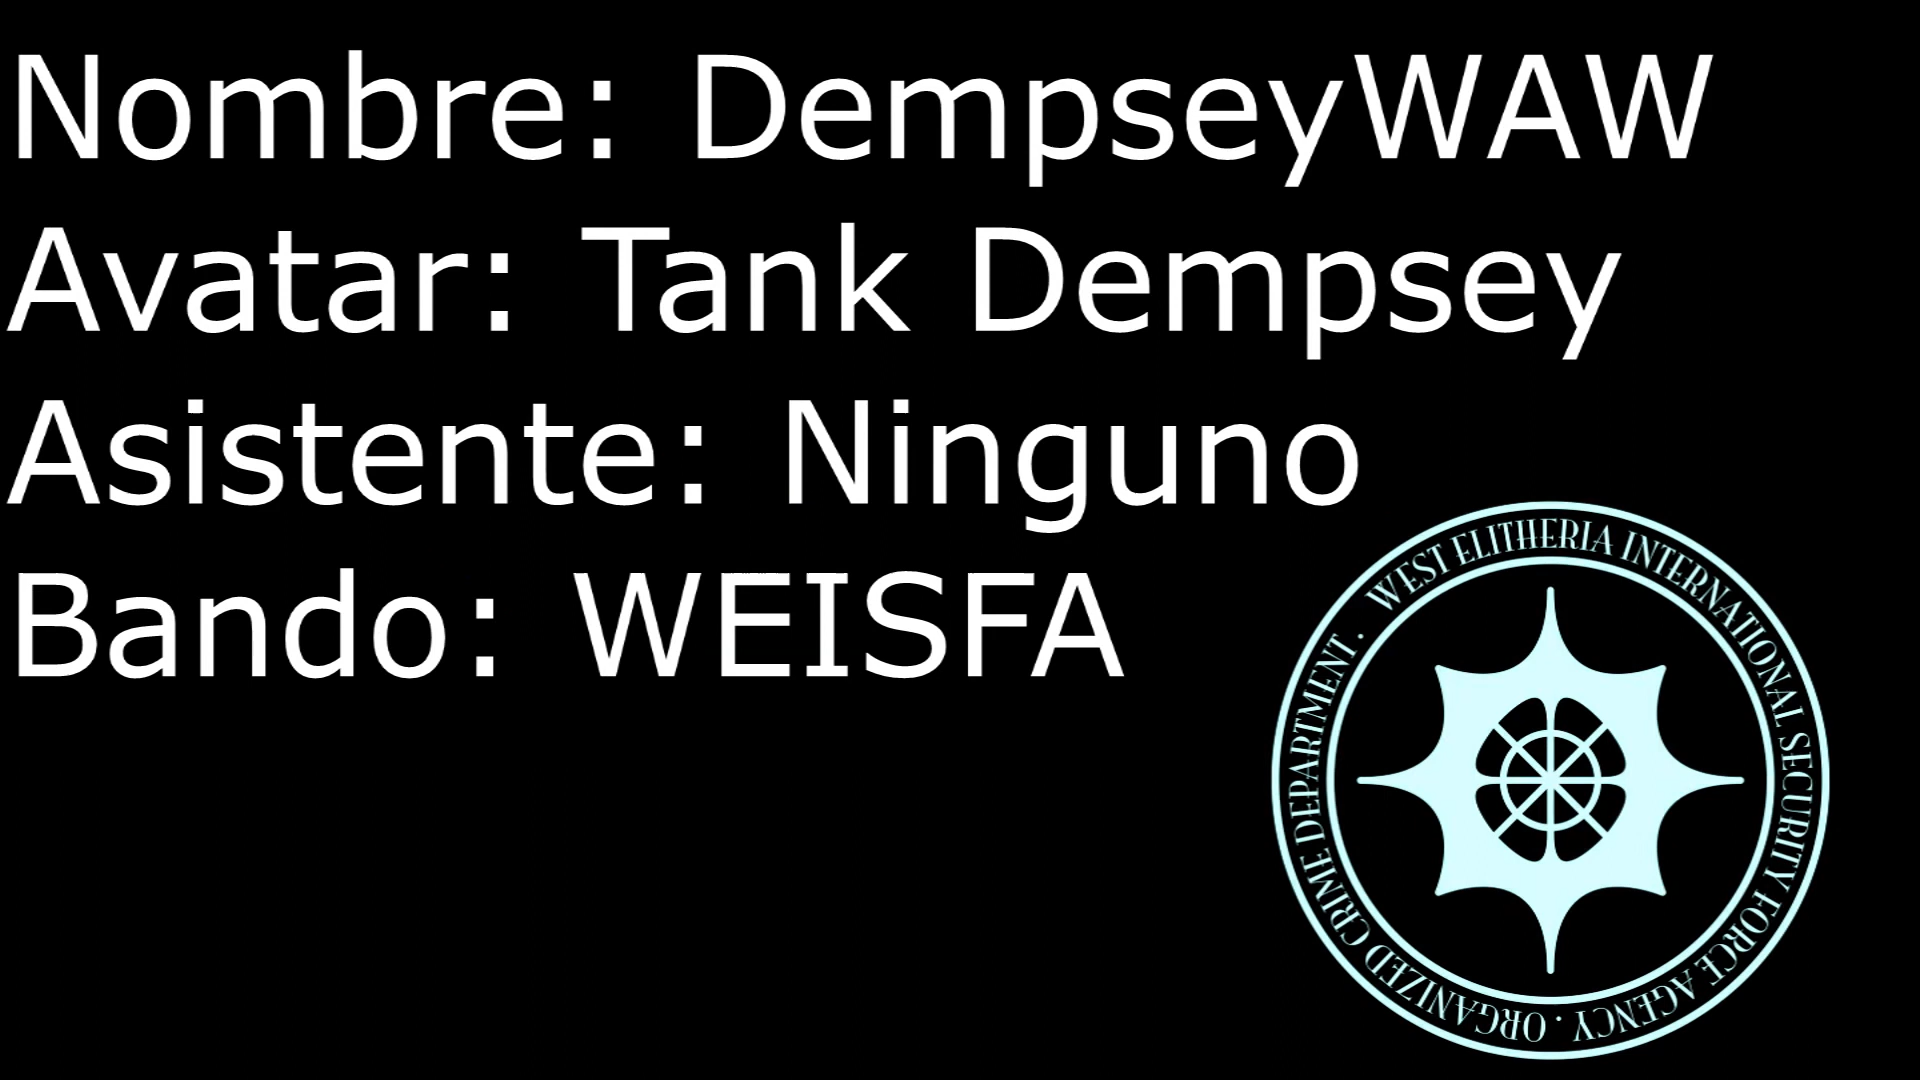 Nombre: DempseyWAW
Avatar: Tank Dempsey
Asistente: Ninguno
Bando: WEISFA
WEST ELITHERIA INTERNATIONAL SECURITY FORCE AGENCY .
ORGANIZED CRIME DEPARTMENT .